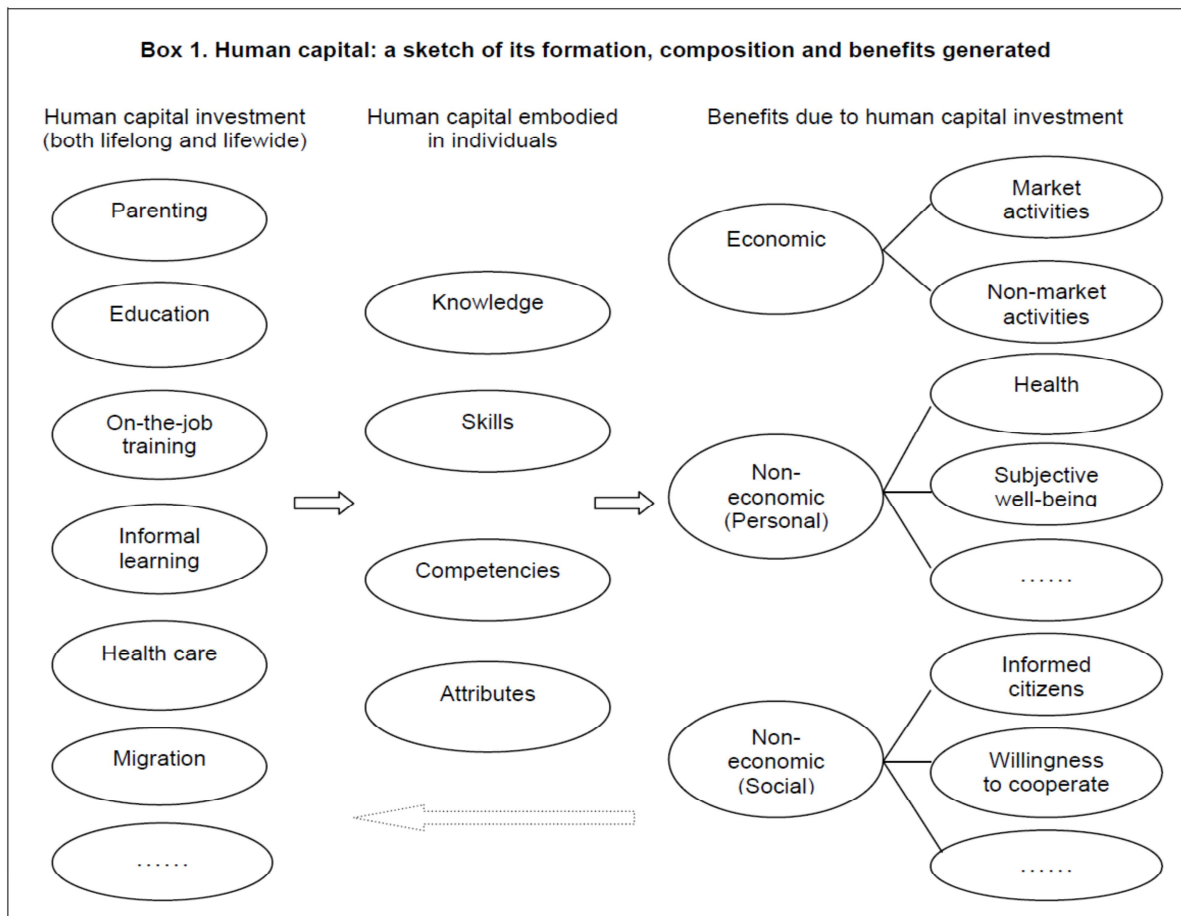 Box 1. Human capital: a sketch of its formation, composition and benefits generated
Human capital investment
(both lifelong and lifewide)
Parenting
Education
On-the-job
training
Informal
learning
Health care
Migration
......
Human capital embodied
in individuals
Knowledge
Skills
Competencies
Attributes
Benefits due to human capital investment
Economic
Market
activities
Non-market
activities
Non-
economic
(Personal)
Health
Subjective
well-being
......
Non-
economic
(Social)
Informed
citizens
Willingness
to cooperate
......